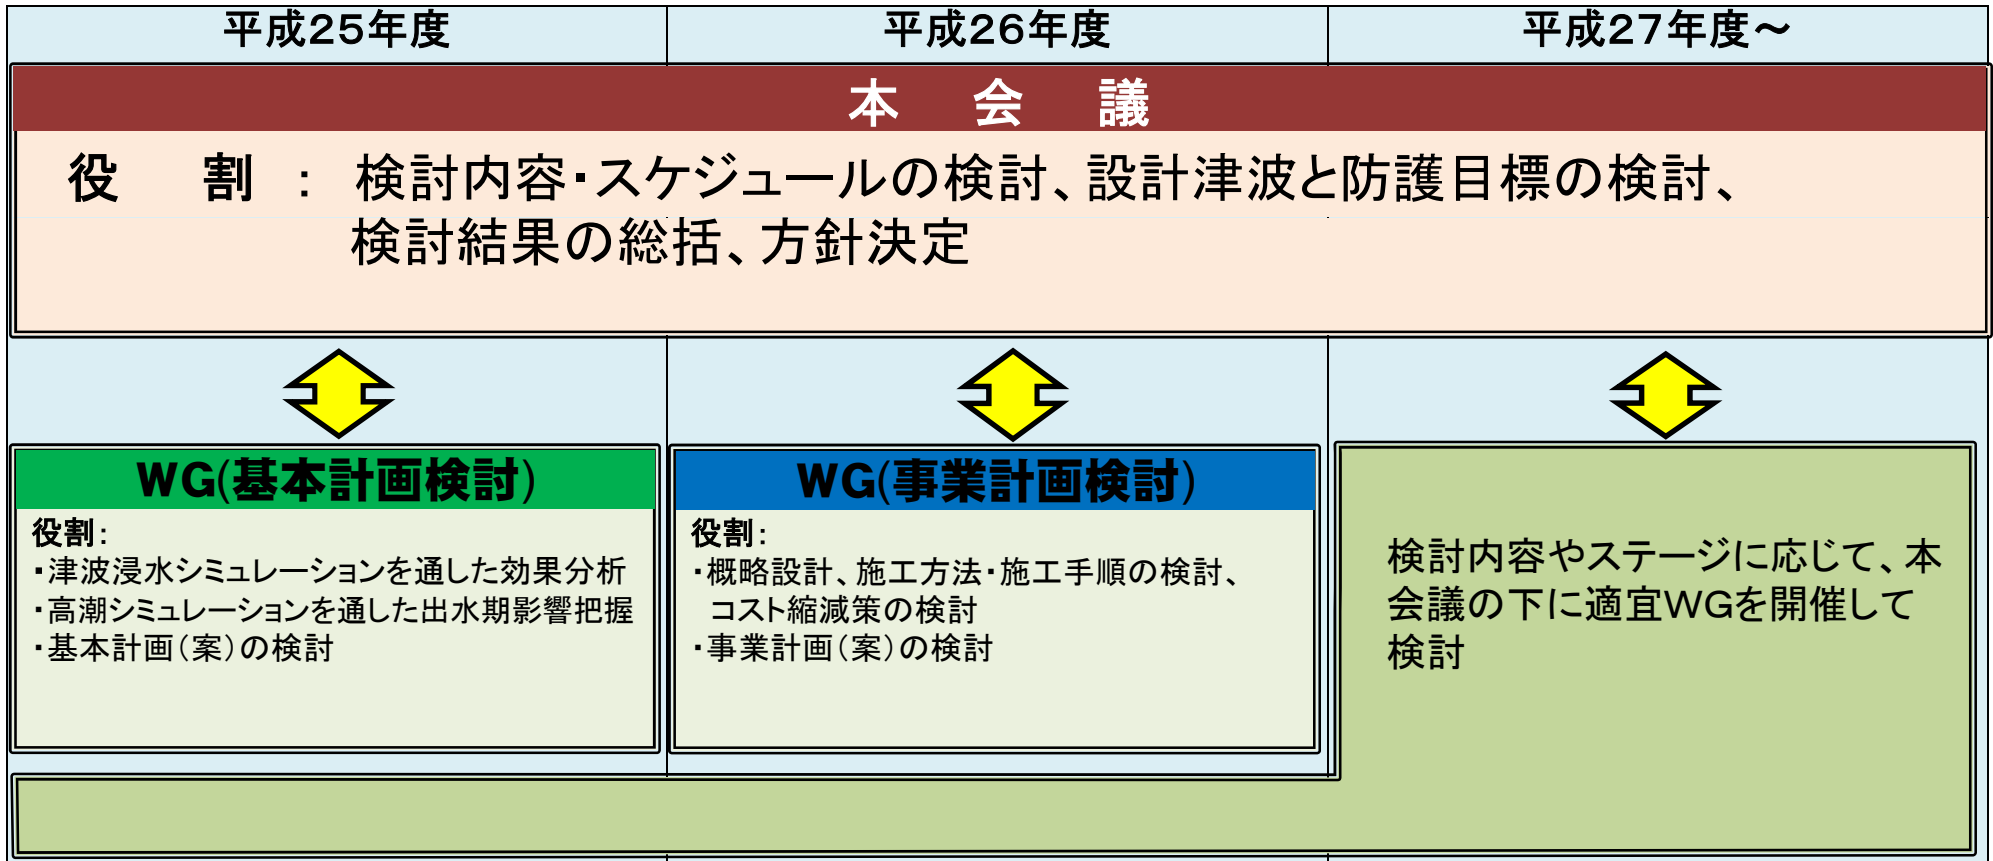 平成25年度
平成26年度
平成27年度～
本　会　議
役　割　：　検討内容・スケジュールの検討、設計津波と防護目標の検討、
検討結果の総括、方針決定
WG(基本計画検討)
役割：
・津波浸水シミュレーションを通した効果分析
・高潮シミュレーションを通した出水期影響把握
・基本計画（案）の検討
WG(事業計画検討)
役割：
・概略設計、施工方法・施工手順の検討、
コスト縮減策の検討
・事業計画（案）の検討
検討内容やステージに応じて、本
会議の下に適宜WGを開催して
検討